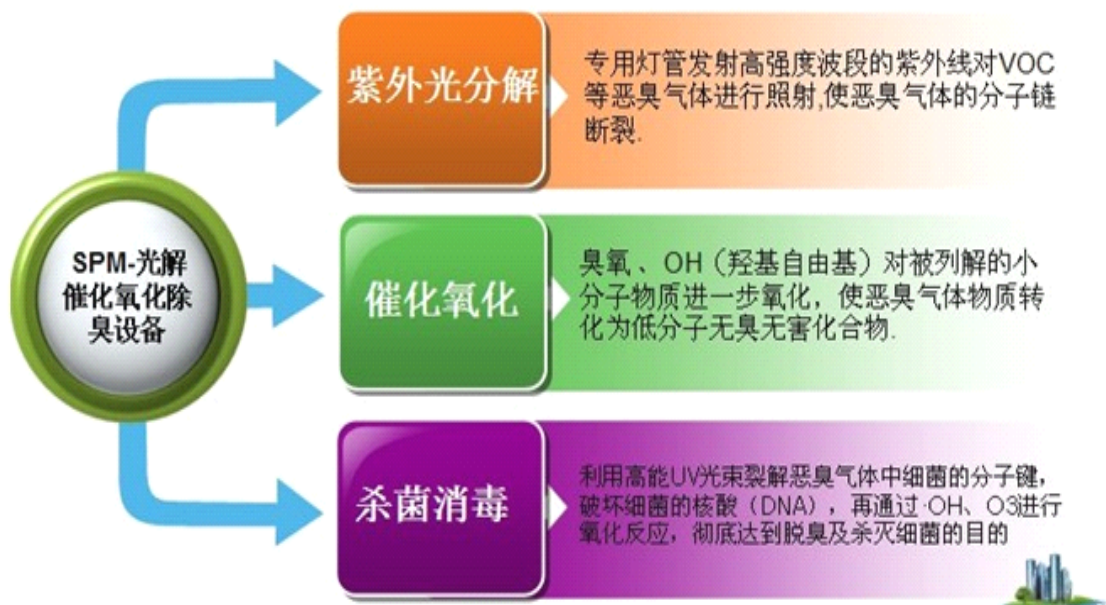 SPM-光解
催化氧化除
臭设备
紫外光分解
专用灯管发射高强度波段的紫外线对VOC
等恶臭气体进行照射,使恶臭气体的分子链
断裂.
催化氧化
臭氧、OH（羟基自由基）对被列解的小
分子物质进一步氧化，使恶臭气体物质转
化为低分子无臭无害化合物.
杀菌消毒
利用高能UV光束裂解恶臭气体中细菌的分子键，
破坏细菌的核酸（DNA），再通过·OH、O3进行
氧化反应，彻底达到脱臭及杀灭细菌的目的